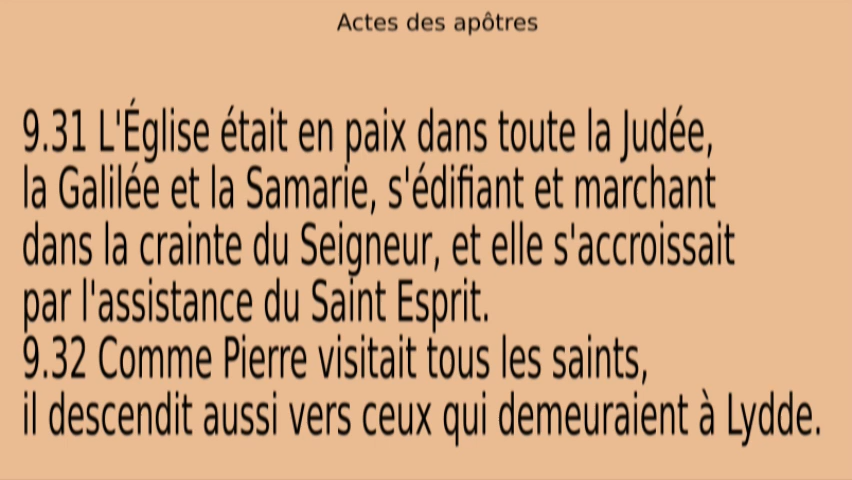 Actes des apôtres
9.31 L'Église était en paix dans toute la Judée,
la Galilée et la Samarie, s'édifiant et marchant
dans la crainte du Seigneur, et elle s'accroissait
par l'assistance du Saint Esprit.
9.32 Comme Pierre visitait tous les saints,
il descendit aussi vers ceux qui demeuraient à Lydde.